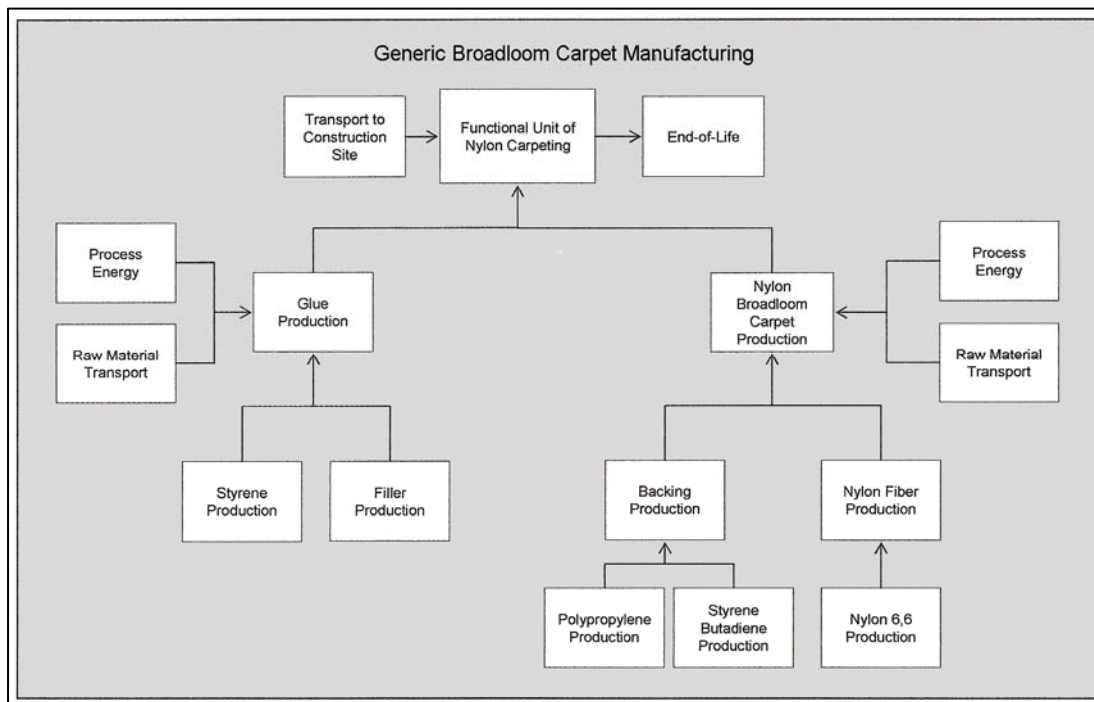 Generic Broadloom Carpet Manufacturing
Transport to
Construction
Site
Functional Unit of
Nylon Carpeting
End-of-Life
Process
Energy
Raw Material
Transport
Glue
Production
Nylon
Broadloom
Carpet
Production
Process
Energy
Raw Material
Transport
Styrene
Production
Filler
Production
Backing
Production
Nylon Fiber
Production
Polypropylene
Production
Styrene
Butadiene
Production
Nylon 6,6
Production